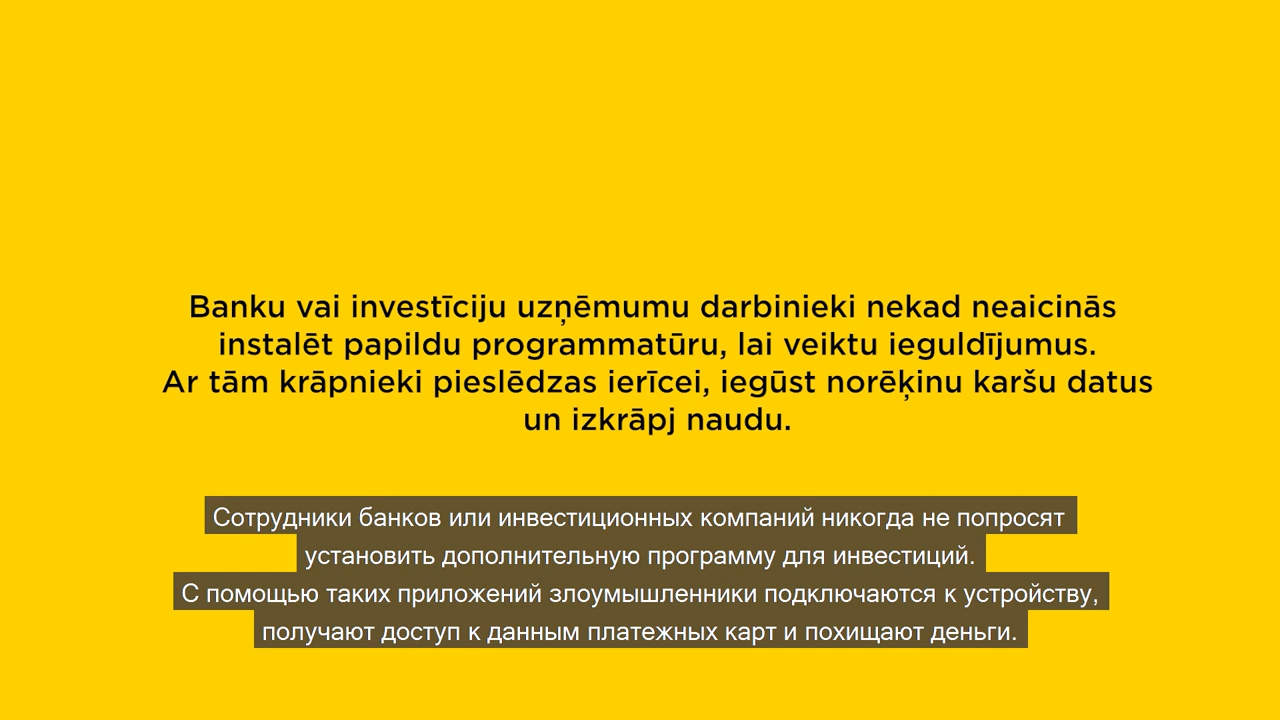 Banku vai investīciju uzņēmumu darbinieki nekad neaicinās
instalēt papildu programmatūru, lai veiktu ieguldījumus.
Ar tām krāpnieki pieslēdzas ierīcei, iegūst norēķinu karšu datus
un izkrāpj naudu.
Сотрудники банков или инвестиционных компаний никогда не попросят
установить дополнительную программу для инвестиций.
С помощью таких приложений злоумышленники подключаются к устройству,
получают доступ к данным платежных карт и похищают деньги.